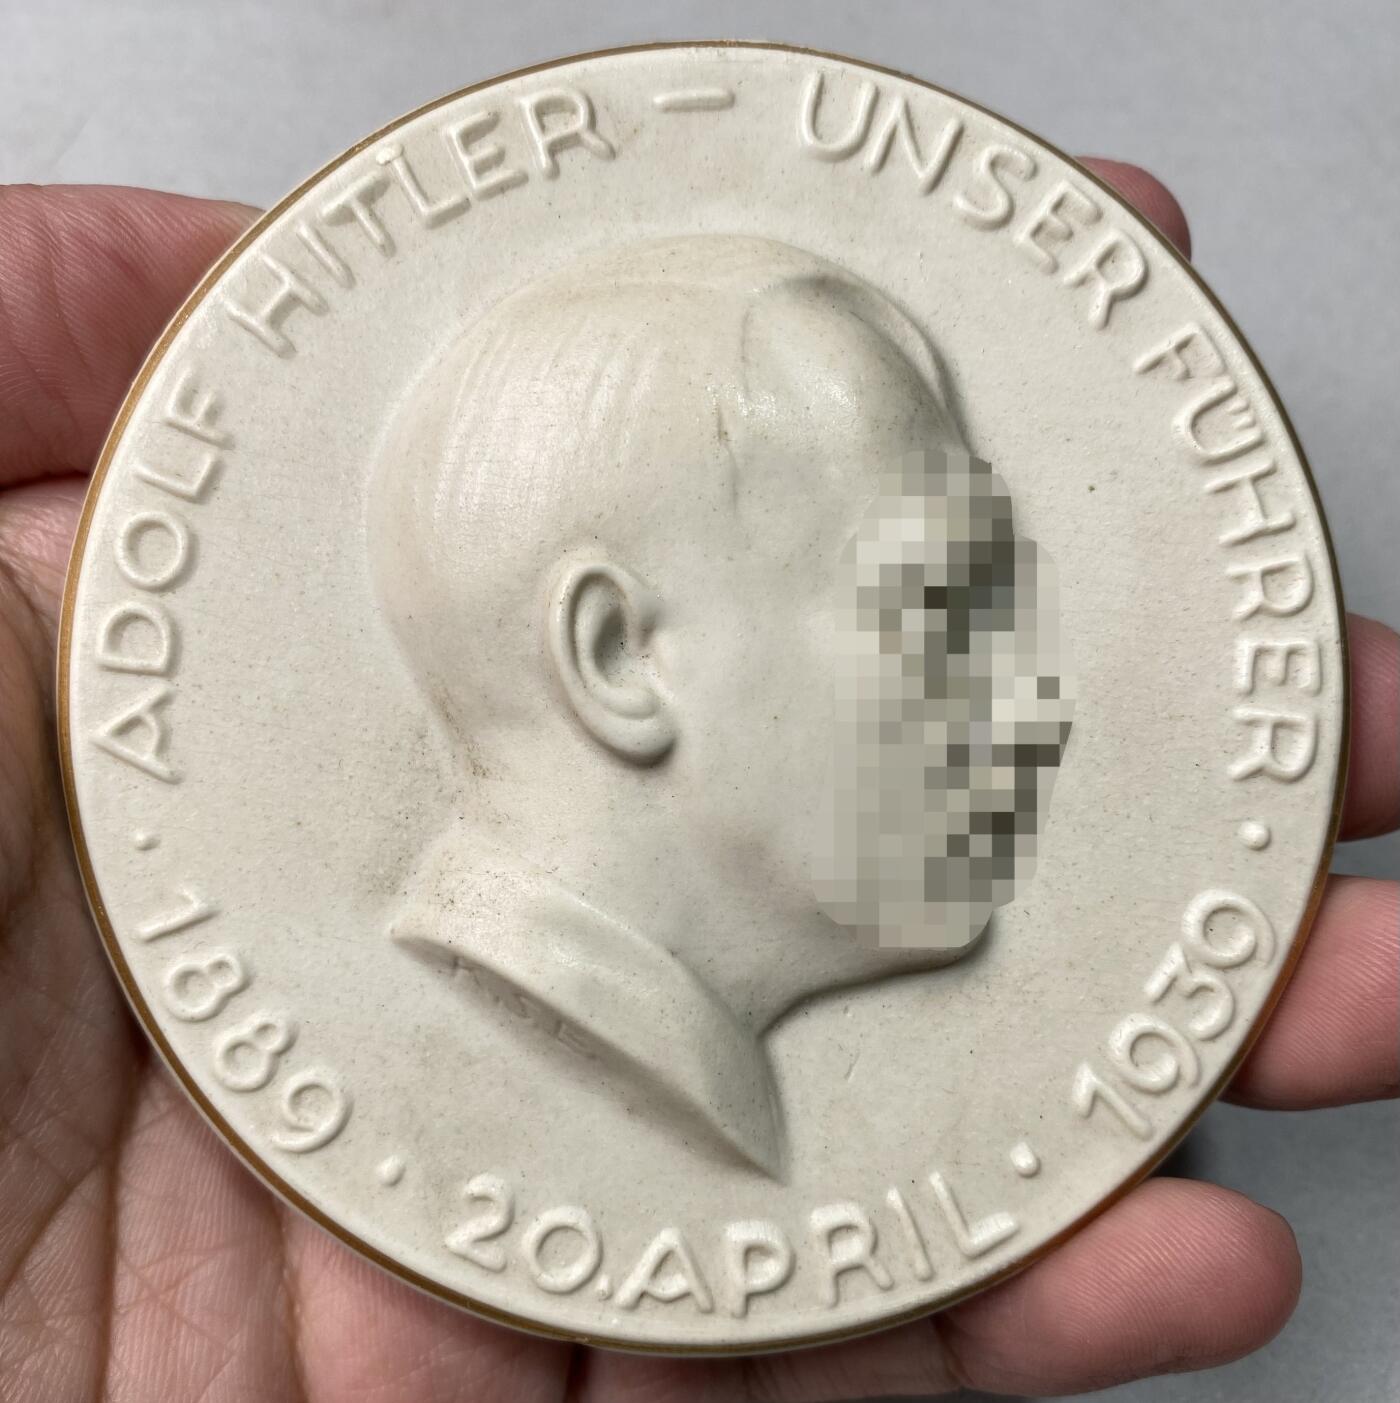 ADOLF HITLER – UNSER FÜHRER
· 1889 · 20.APRIL · 1939 ·